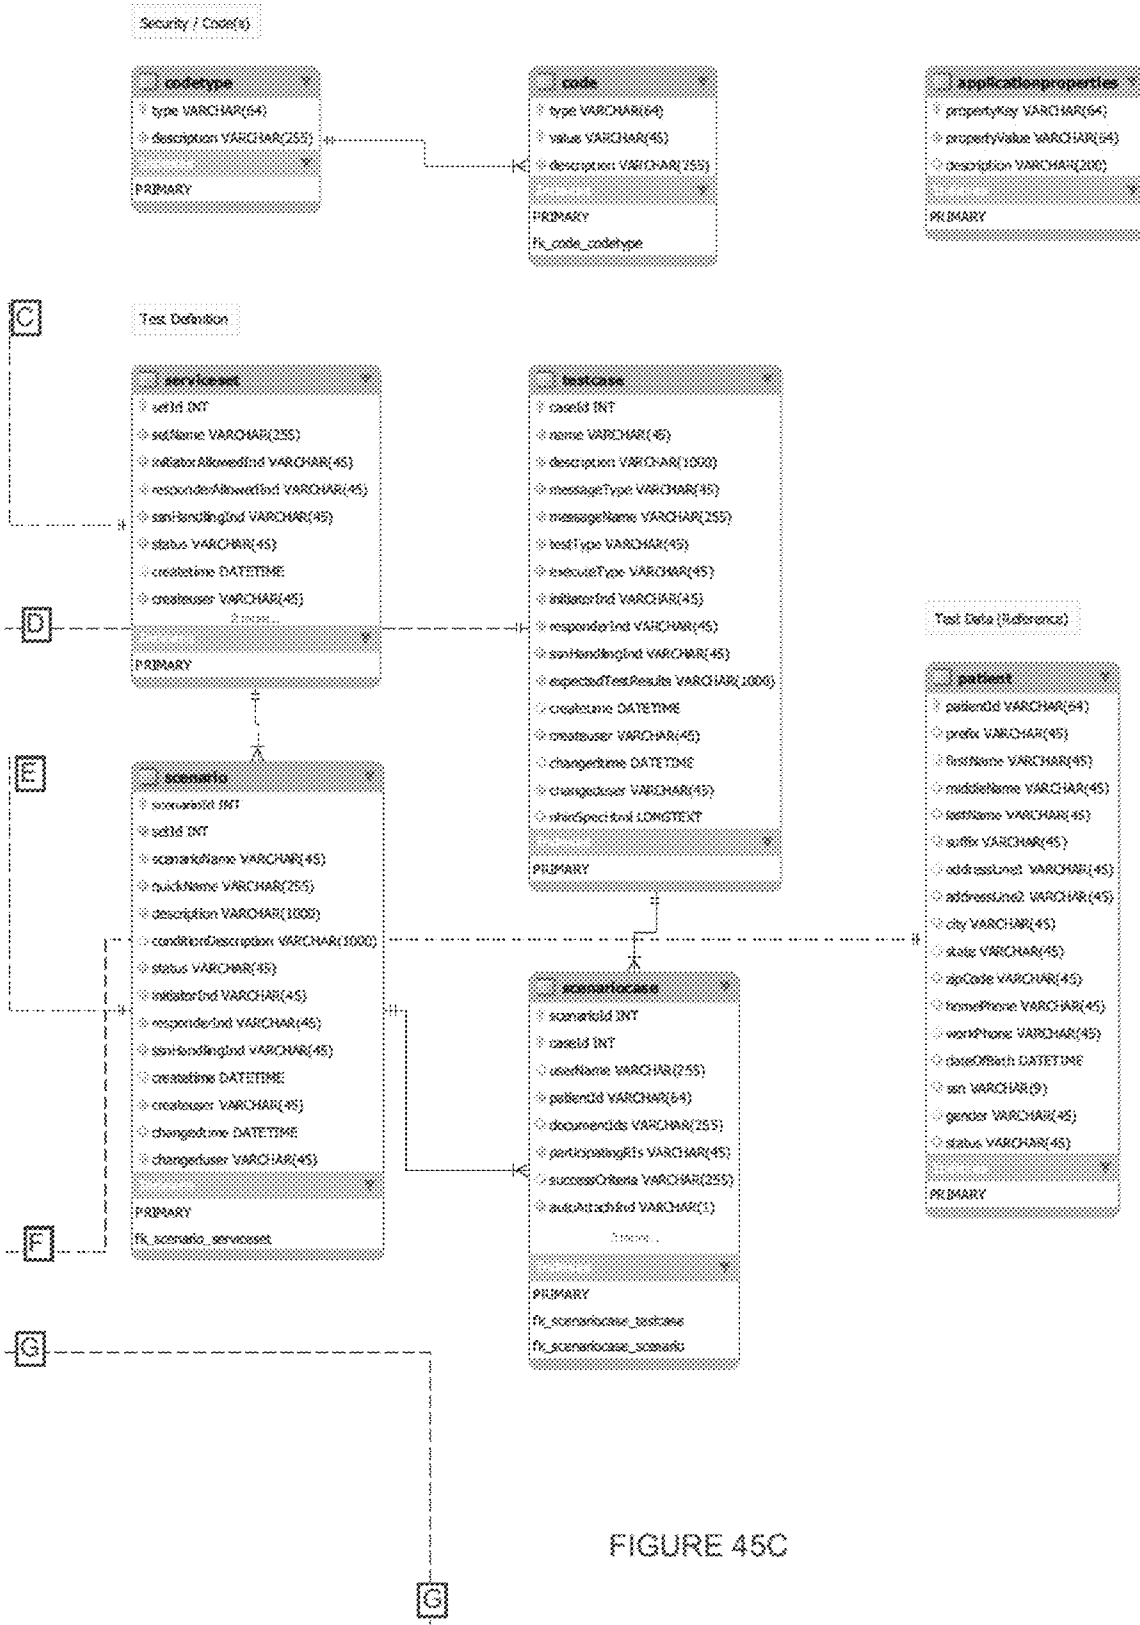 Security / Code(s)
codetype
type VARCHAR(64)
description VARCHAR(255)
PRIMARY
code
type VARCHAR(64)
value VARCHAR(45)
description VARCHAR(255)
PRIMARY
fk_code_codetype
applicationproperties
propertyKey VARCHAR(64)
propertyValue VARCHAR(64)
description VARCHAR(200)
PRIMARY
C
Test Definition
serviceset
setId INT
setName VARCHAR(255)
initiatorAllowedInd VARCHAR(45)
responderAllowedInd VARCHAR(45)
ssnHandlingInd VARCHAR(45)
status VARCHAR(45)
createtime DATETIME
createuser VARCHAR(45)
2 more...
PRIMARY
D
testcase
caseId INT
name VARCHAR(45)
description VARCHAR(1000)
messageType VARCHAR(45)
messageName VARCHAR(255)
testType VARCHAR(45)
executeType VARCHAR(45)
initiatorInd VARCHAR(45)
responderInd VARCHAR(45)
ssnHandlingInd VARCHAR(45)
expectedTestResults VARCHAR(1000)
createtime DATETIME
createuser VARCHAR(45)
changedtime DATETIME
changeduser VARCHAR(45)
LONGTEXT
PRIMARY
Test Data (Reference)
patient
patientId VARCHAR(64)
prefix VARCHAR(45)
firstName VARCHAR(45)
middleName VARCHAR(45)
lastName VARCHAR(45)
suffix VARCHAR(45)
addressLine1 VARCHAR(45)
addressLine2 VARCHAR(45)
city VARCHAR(45)
state VARCHAR(45)
zipCode VARCHAR(45)
homePhone VARCHAR(45)
workPhone VARCHAR(45)
dateOfBirth DATETIME
ssn VARCHAR(9)
gender VARCHAR(45)
status VARCHAR(45)
PRIMARY
E
scenario
scenarioId INT
setId INT
scenarioName VARCHAR(45)
quickName VARCHAR(255)
description VARCHAR(1000)
conditionDescription VARCHAR(1000)
status VARCHAR(45)
initiatorInd VARCHAR(45)
responderInd VARCHAR(45)
ssnHandlingInd VARCHAR(45)
createtime DATETIME
createuser VARCHAR(45)
changedtime DATETIME
changeduser VARCHAR(45)
PRIMARY
fk_scenario_serviceset
F
scenariocase
scenarioId INT
caseId INT
userName VARCHAR(255)
patientId VARCHAR(64)
documentIds VARCHAR(255)
participatingRIs VARCHAR(45)
successCriteria VARCHAR(255)
autoAttachInd VARCHAR(1)
PRIMARY
fk_scenariocase_testcase
fk_scenariocase_scenario
G
FIGURE 45C
G